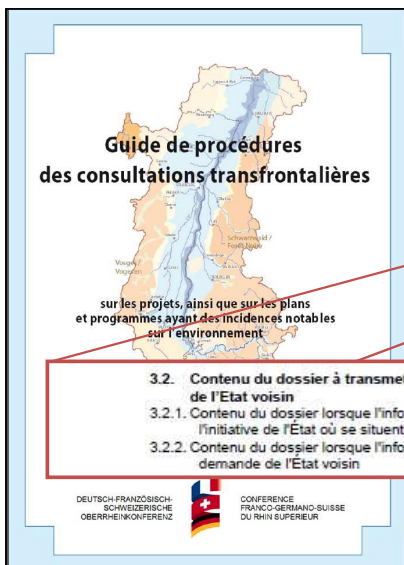 Guide de procédures
des consultations transfrontalières
Vosges /
Vogesen
Schwarzwald /
Forêt Noire
sur les projets, ainsi que sur les plans
et programmes ayant des incidences notables
sur l'environnement
3.2. Contenu du dossier à transmet
de l'Etat voisin
3.2.1. Contenu du dossier lorsque l'info
l'initiative de l'État où se situent
3.2.2. Contenu du dossier lorsque l'info
demande de l'État voisin
DEUTSCH-FRANZÖSISCH-
SCHWEIZERISCHE
OBERRHEINKONFERENZ
CONFERENCE
FRANCO-GERMANO-SUISSE
DU RHIN SUPERIEUR